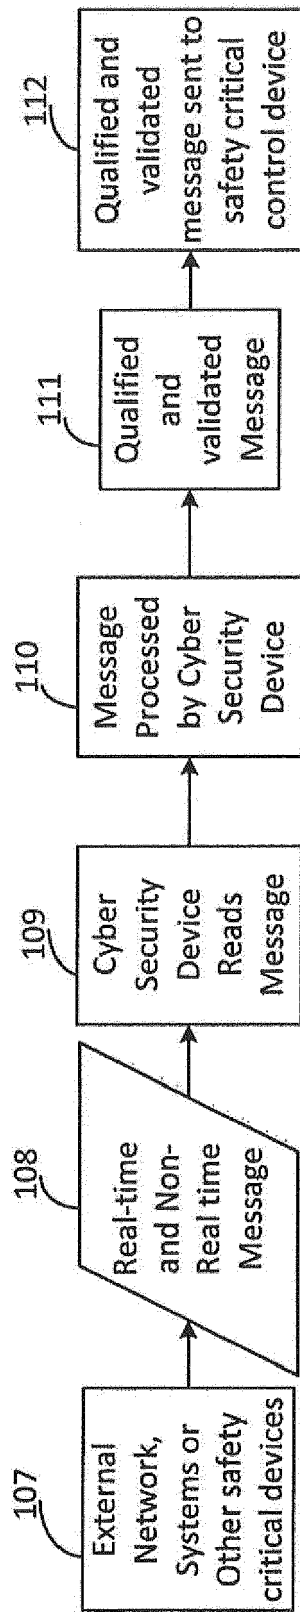 107
External
Network,
Systems or
Other safety
critical devices
108
Real-time
and Non-
Real time
Message
109
Cyber
Security
Device
Reads
Message
110
Message
Processed
by Cyber
Security
Device
111
Qualified
and
validated
Message
112
Qualified and
validated
message sent to
safety critical
control device